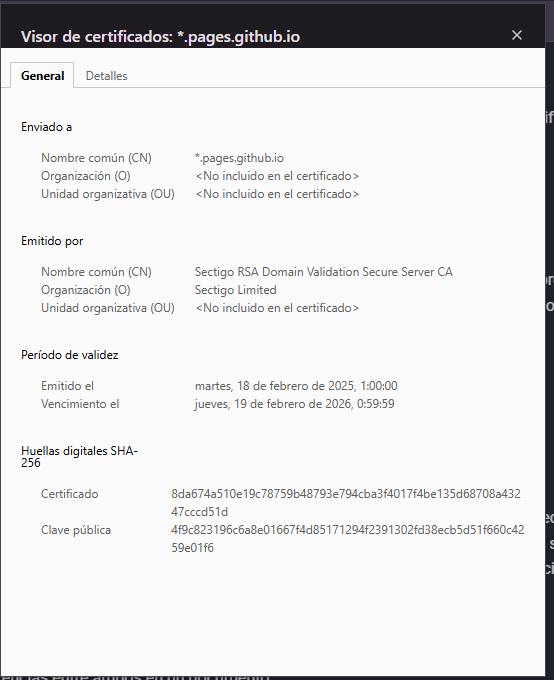 Visor de certificados: *.pages.github.io
General
Detalles
Enviado a
Nombre común (CN) *.pages.github.io
Organización (O) <No incluido en el certificado>
Unidad organizativa (OU) <No incluido en el certificado>
Emitido por
Nombre común (CN) Sectigo RSA Domain Validation Secure Server CA
Organización (O) Sectigo Limited
Unidad organizativa (OU) <No incluido en el certificado>
Período de validez
Emitido el martes, 18 de febrero de 2025, 1:00:00
Vencimiento el jueves, 19 de febrero de 2026, 0:59:59
Huellas digitales SHA-
256
Certificado 8da674a510e19c78759b48793e794cba3f4017f4be135d68708a432
47cccd51d
Clave pública 4f9c823196c6a8e01667f4d85171294f2391302fd38ecb5d51f660c42
59e01f6